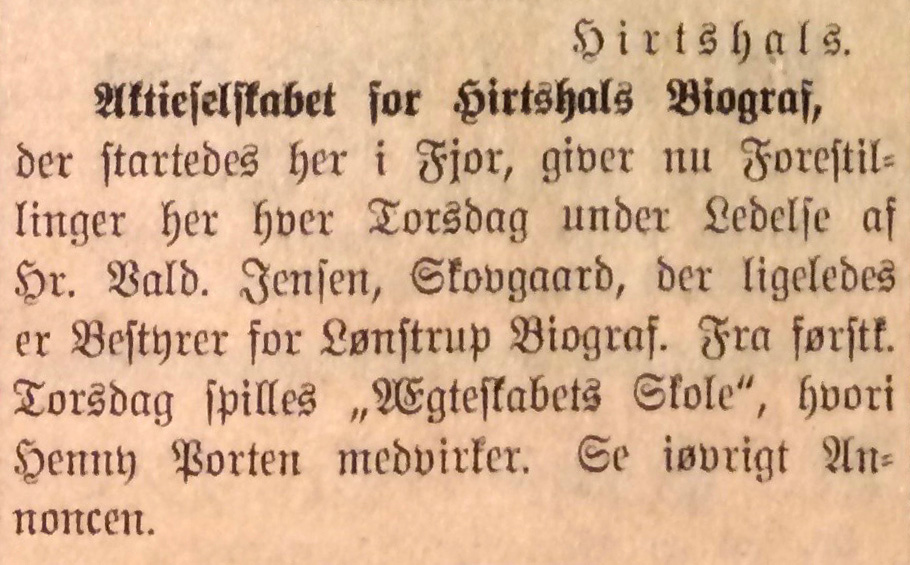 Hirtshals.
Aktieselskabet for Hirtshals Biograf,
der startedes her i Fjor, giver nu Forestil-
linger her hver Torsdag under Ledelse af
Hr. Vald. Jensen, Skovgaard, der ligeledes
er Bestyrer for Lønstrup Biograf. Fra førstk.
Torsdag spilles „Ægteskabets Skole“, hvori
Henny Porten medvirker. Se iøvrigt An-
noncen.